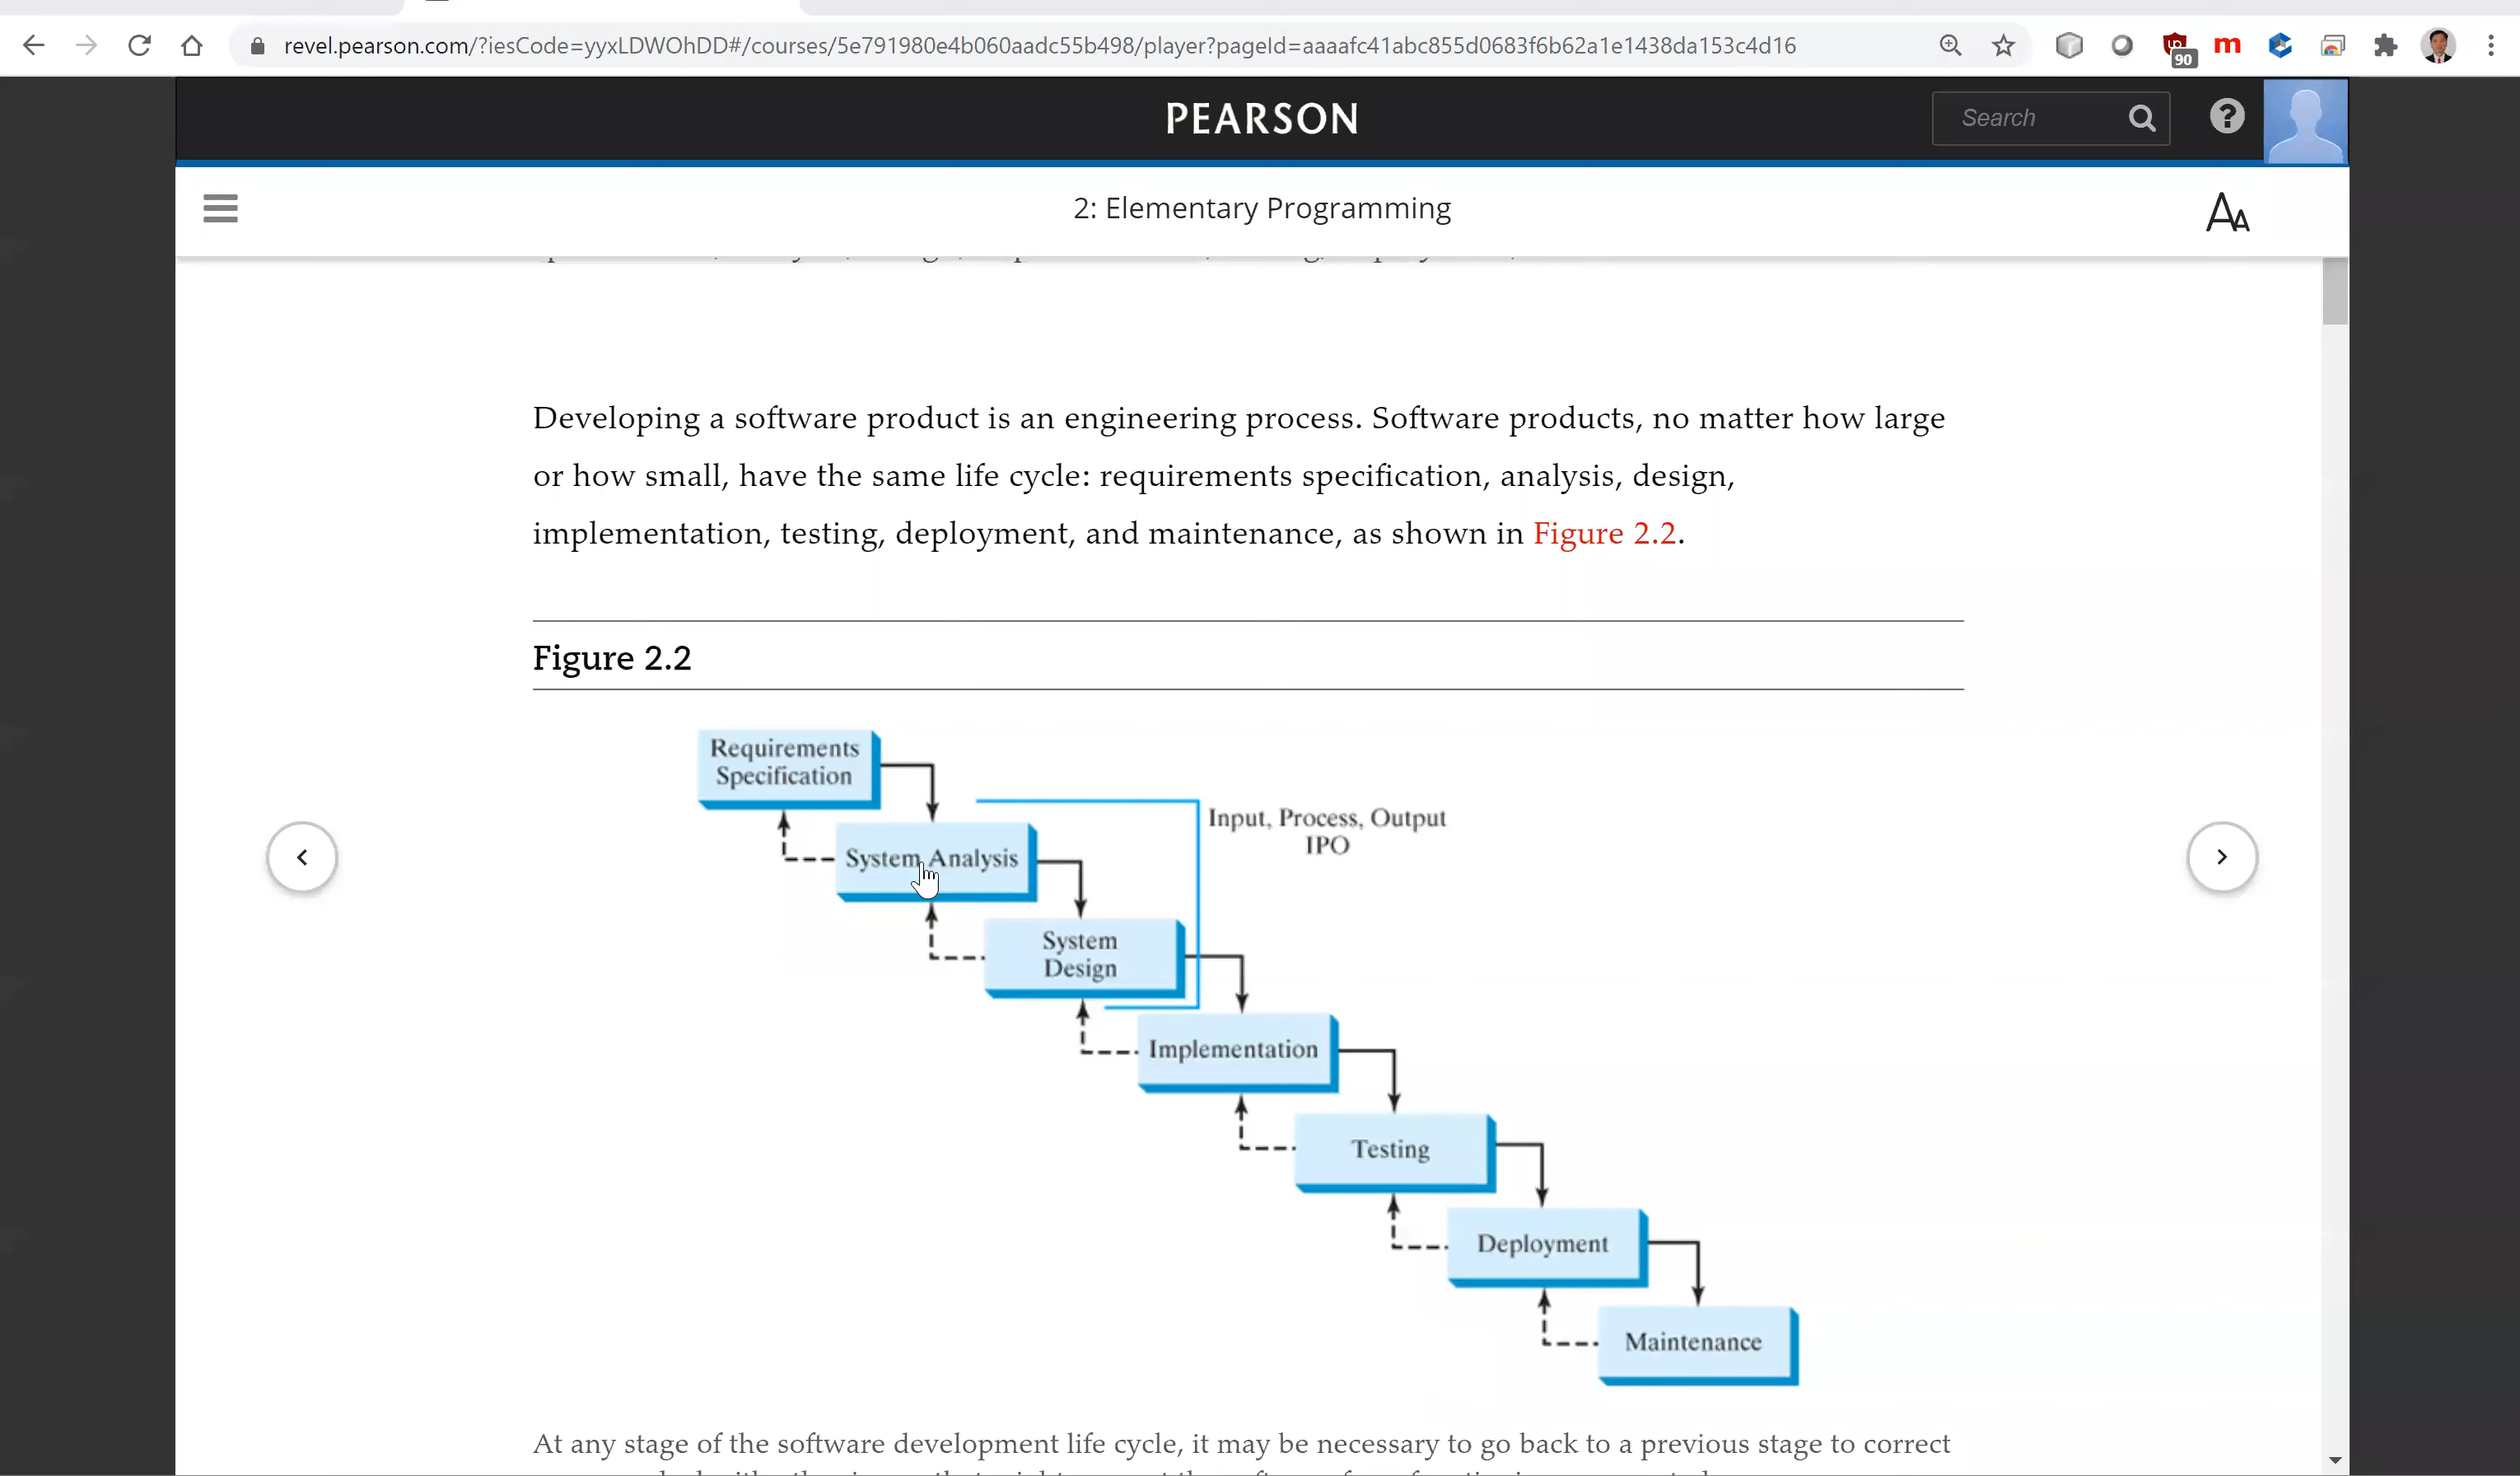 revel.pearson.com/?iesCode=yyxLDWOhDD#/courses/5e791980e4b060aadc55b498/player?pageId=aaaafc41abc855d0683f6b62a1e1438da153c4d16
90
m
PEARSON
Search
?
2: Elementary Programming
AA
Developing a software product is an engineering process. Software products, no matter how large
or how small, have the same life cycle: requirements specification, analysis, design,
implementation, testing, deployment, and maintenance, as shown in Figure 2.2.
Figure 2.2
Requirements
Specification
Input, Process, Output
IPO
System Analysis
System
Design
Implementation
Testing
Deployment
Maintenance
At any stage of the software development life cycle, it may be necessary to go back to a previous stage to correct